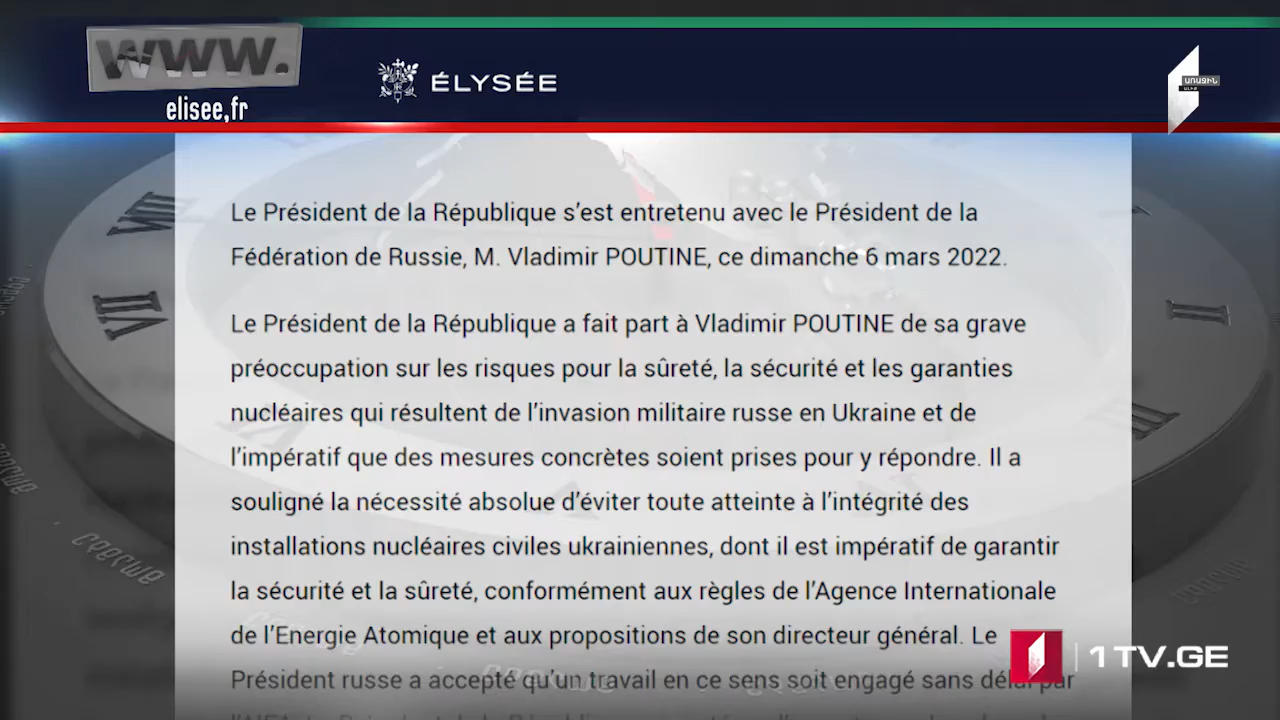 www.
elisee,fr
ÉLYSÉE
ԱՌԱՋԻՆ
Le Président de la République s'est entretenu avec le Président de la
Fédération de Russie, M. Vladimir POUTINE, ce dimanche 6 mars 2022.
Le Président de la République a fait part à Vladimir POUTINE de sa grave
préoccupation sur les risques pour la sûreté, la sécurité et les garanties
nucléaires qui résultent de l'invasion militaire russe en Ukraine et de
l'impératif que des mesures concrètes soient prises pour y répondre. Il a
souligné la nécessité absolue d'éviter toute atteinte à l'intégrité des
installations nucléaires civiles ukrainiennes, dont il est impératif de garantir
la sécurité et la sûreté, conformément aux règles de l'Agence Internationale
de l'Energie Atomique et aux propositions de son directeur général. Le
Président russe a accepté qu'un travail en ce sens soit engagé sans délai par
1TV.GE